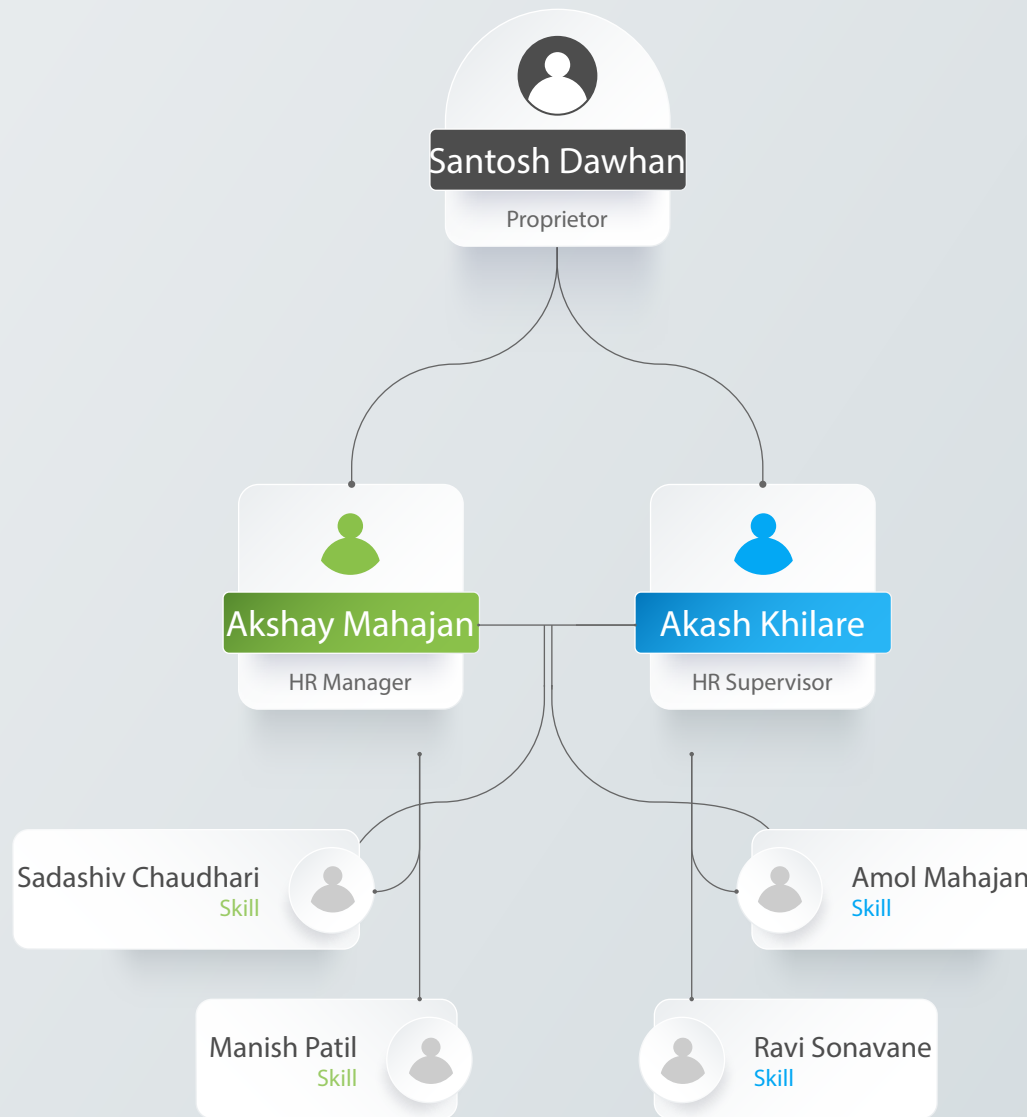 Santosh Dawhan
Proprietor
Akshay Mahajan
HR Manager
Akash Khilare
HR Supervisor
Sadashiv Chaudhari
Skill
Amol Mahajan
Skill
Manish Patil
Skill
Ravi Sonavane
Skill